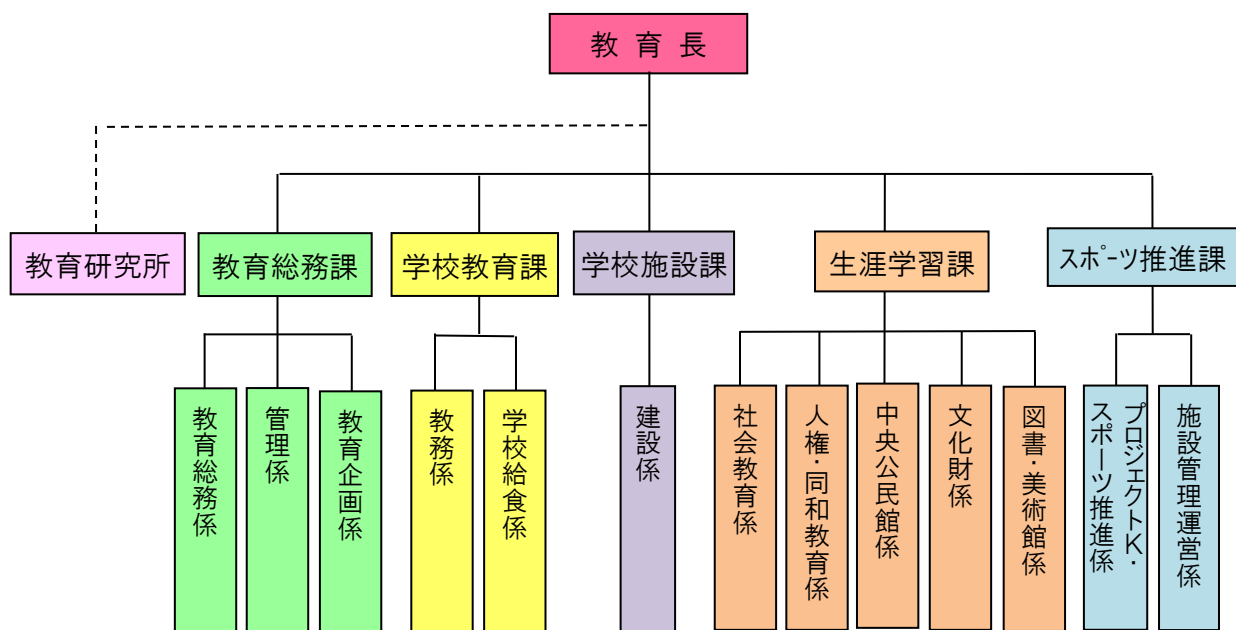 教育長
教育研究所
教育総務課
学校教育課
学校施設課
生涯学習課
スポーツ推進課
教育総務係
管理係
教育企画係
教務係
学校給食係
建設係
社会教育係
人権・同和教育係
中央公民館係
文化財係
図書・美術館係
プロジェクトK・
スポーツ推進係
施設管理運営係